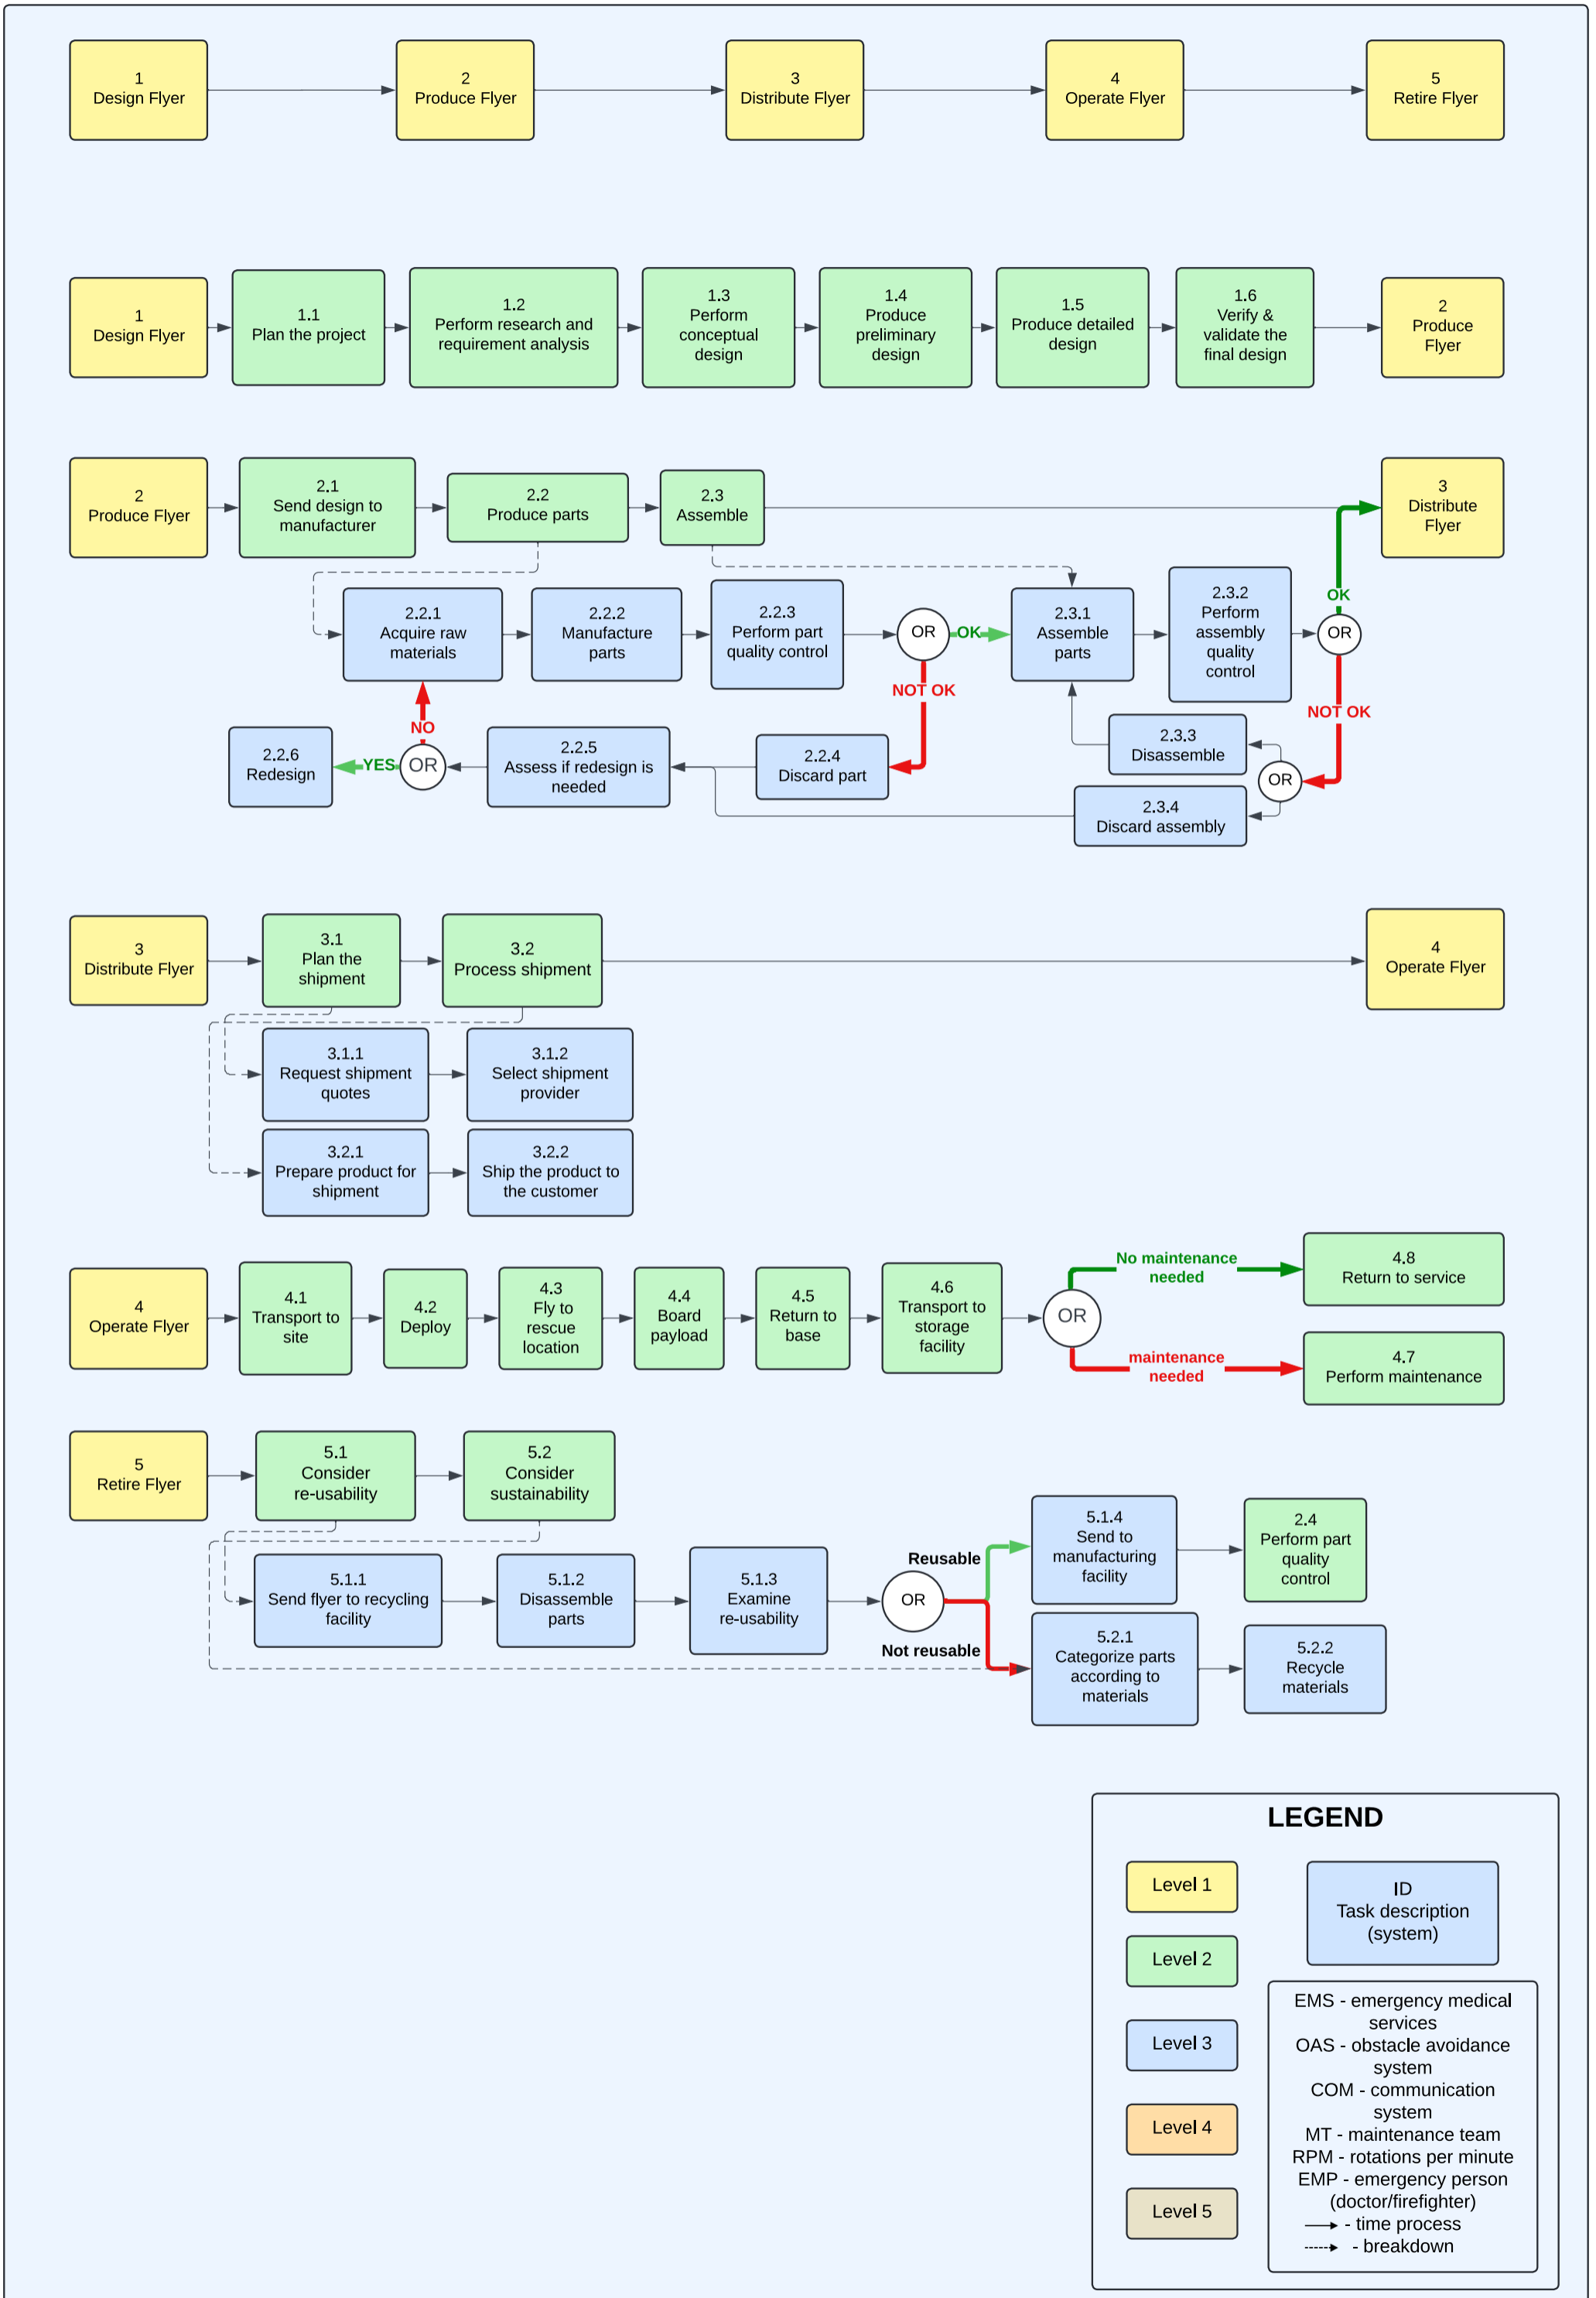 1
Design Flyer
2
Produce Flyer
3
Distribute Flyer
4
Operate Flyer
5
Retire Flyer
1
Design Flyer
1.1
Plan the project
1.2
Perform research and
requirement analysis
1.3
Perform
conceptual
design
1.4
Produce
preliminary
design
1.5
Produce detailed
design
1.6
Verify &
validate the
final design
2
Produce
Flyer
2
Produce Flyer
2.1
Send design to
manufacturer
2.2
Produce parts
2.3
Assemble
3
Distribute
Flyer
2.2.1
Acquire raw
materials
2.2.2
Manufacture
parts
2.2.3
Perform part
quality control
OR
OK
NOT OK
2.3.1
Assemble
parts
2.3.2
Perform
assembly
quality
control
OK
OR
NOT OK
2.2.6
Redesign
YES
OR
NO
2.2.5
Assess if redesign is
needed
2.2.4
Discard part
2.3.3
Disassemble
OR
2.3.4
Discard assembly
3
Distribute Flyer
3.1
Plan the
shipment
3.2
Process shipment
4
Operate Flyer
3.1.1
Request shipment
quotes
3.1.2
Select shipment
provider
3.2.1
Prepare product for
shipment
3.2.2
Ship the product to
the customer
4
Operate Flyer
4.1
Transport to
site
4.2
Deploy
4.3
Fly to
rescue
location
4.4
Board
payload
4.5
Return to
base
4.6
Transport to
storage
facility
OR
No maintenance
needed
4.8
Return to service
maintenance
needed
4.7
Perform maintenance
5
Retire Flyer
5.1
Consider
re-usability
5.2
Consider
sustainability
5.1.1
Send flyer to recycling
facility
5.1.2
Disassemble
parts
5.1.3
Examine
re-usability
OR
Reusable
Not reusable
5.1.4
Send to
manufacturing
facility
2.4
Perform part
quality
control
5.2.1
Categorize parts
according to
materials
5.2.2
Recycle
materials
LEGEND
Level 1
Level 2
Level 3
Level 4
Level 5
ID
Task description
(system)
EMS - emergency medical
services
OAS - obstacle avoidance
system
COM - communication
system
MT - maintenance team
RPM - rotations per minute
EMP - emergency person
(doctor/firefighter)
- time process
- breakdown